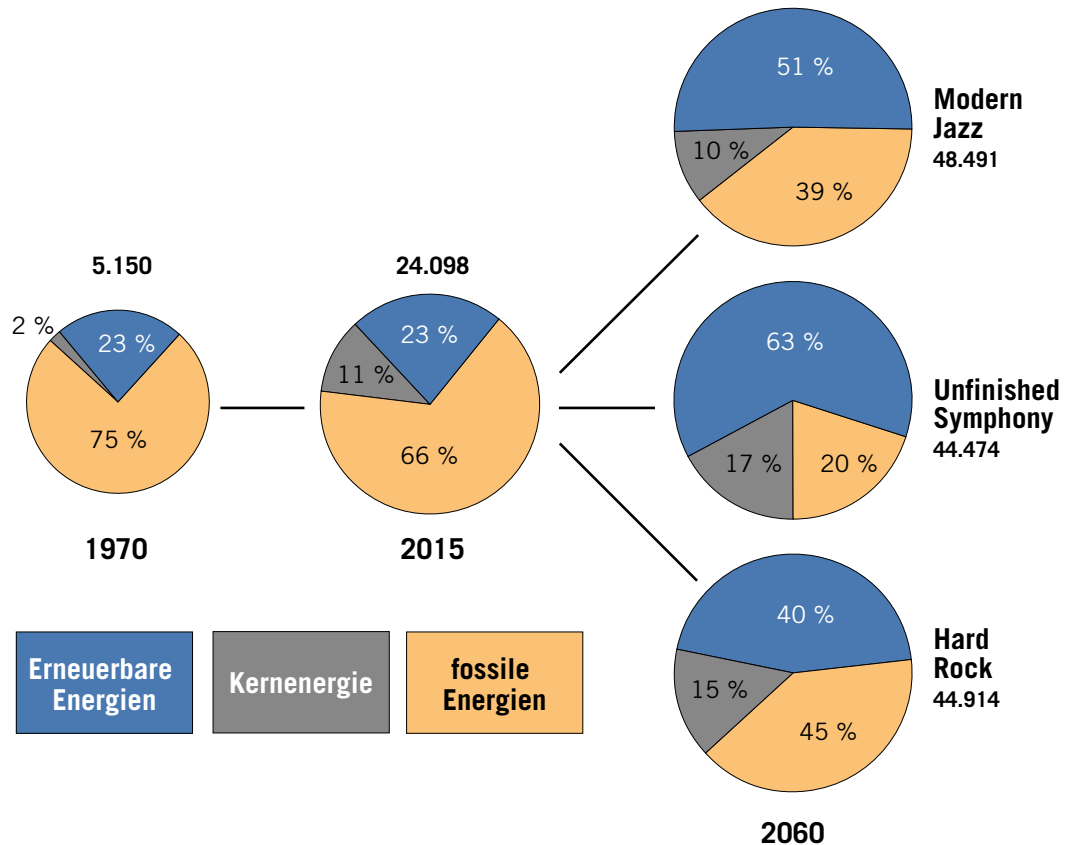 5.150
2 %
23 %
75 %
1970
24.098
23 %
11 %
66 %
2015
51 %
10 %
39 %
Modern
Jazz
48.491
63 %
17 %
20 %
Unfinished
Symphony
44.474
40 %
15 %
45 %
Hard
Rock
44.914
2060
Erneuerbare
Energien
Kernenergie
fossile
Energien